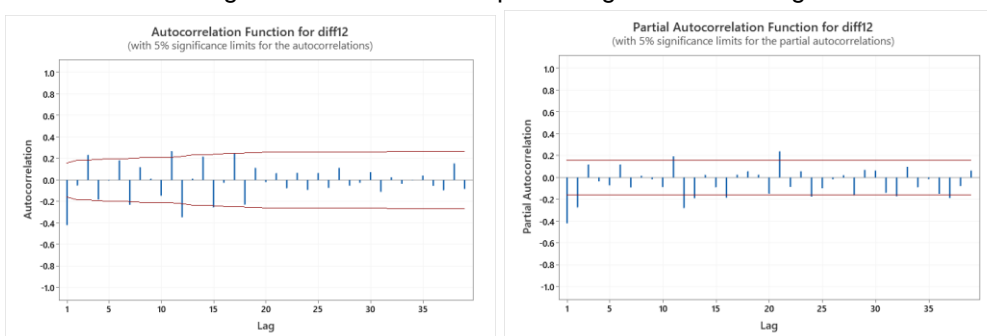 Autocorrelation Function for diff12
(with 5% significance limits for the autocorrelations)
1.0
0.8
0.6
0.4
0.2
0.0
-0.2
-0.4
-0.6
-0.8
-1.0
Autocorrelation
1 5 10 15 20 25 30 35
Lag
Partial Autocorrelation Function for diff12
(with 5% significance limits for the partial autocorrelations)
1.0
0.8
0.6
0.4
0.2
0.0
-0.2
-0.4
-0.6
-0.8
-1.0
Partial Autocorrelation
1 5 10 15 20 25 30 35
Lag